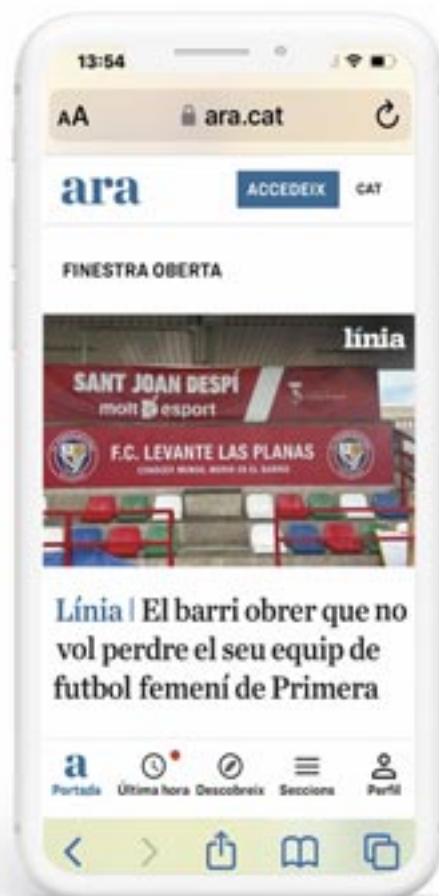 13:54
AA ara.cat
ara ACCEDEIX CAT
FINESTRA OBERTA
línia
SANT JOAN DESPÍ
molt esport
F.C. LEVANTE LAS PLANAS
Línia | El barri obrer que no
vol perdre el seu equip de
futbol femení de Primera
a
Portada Última hora Descobreix Seccions Perfil